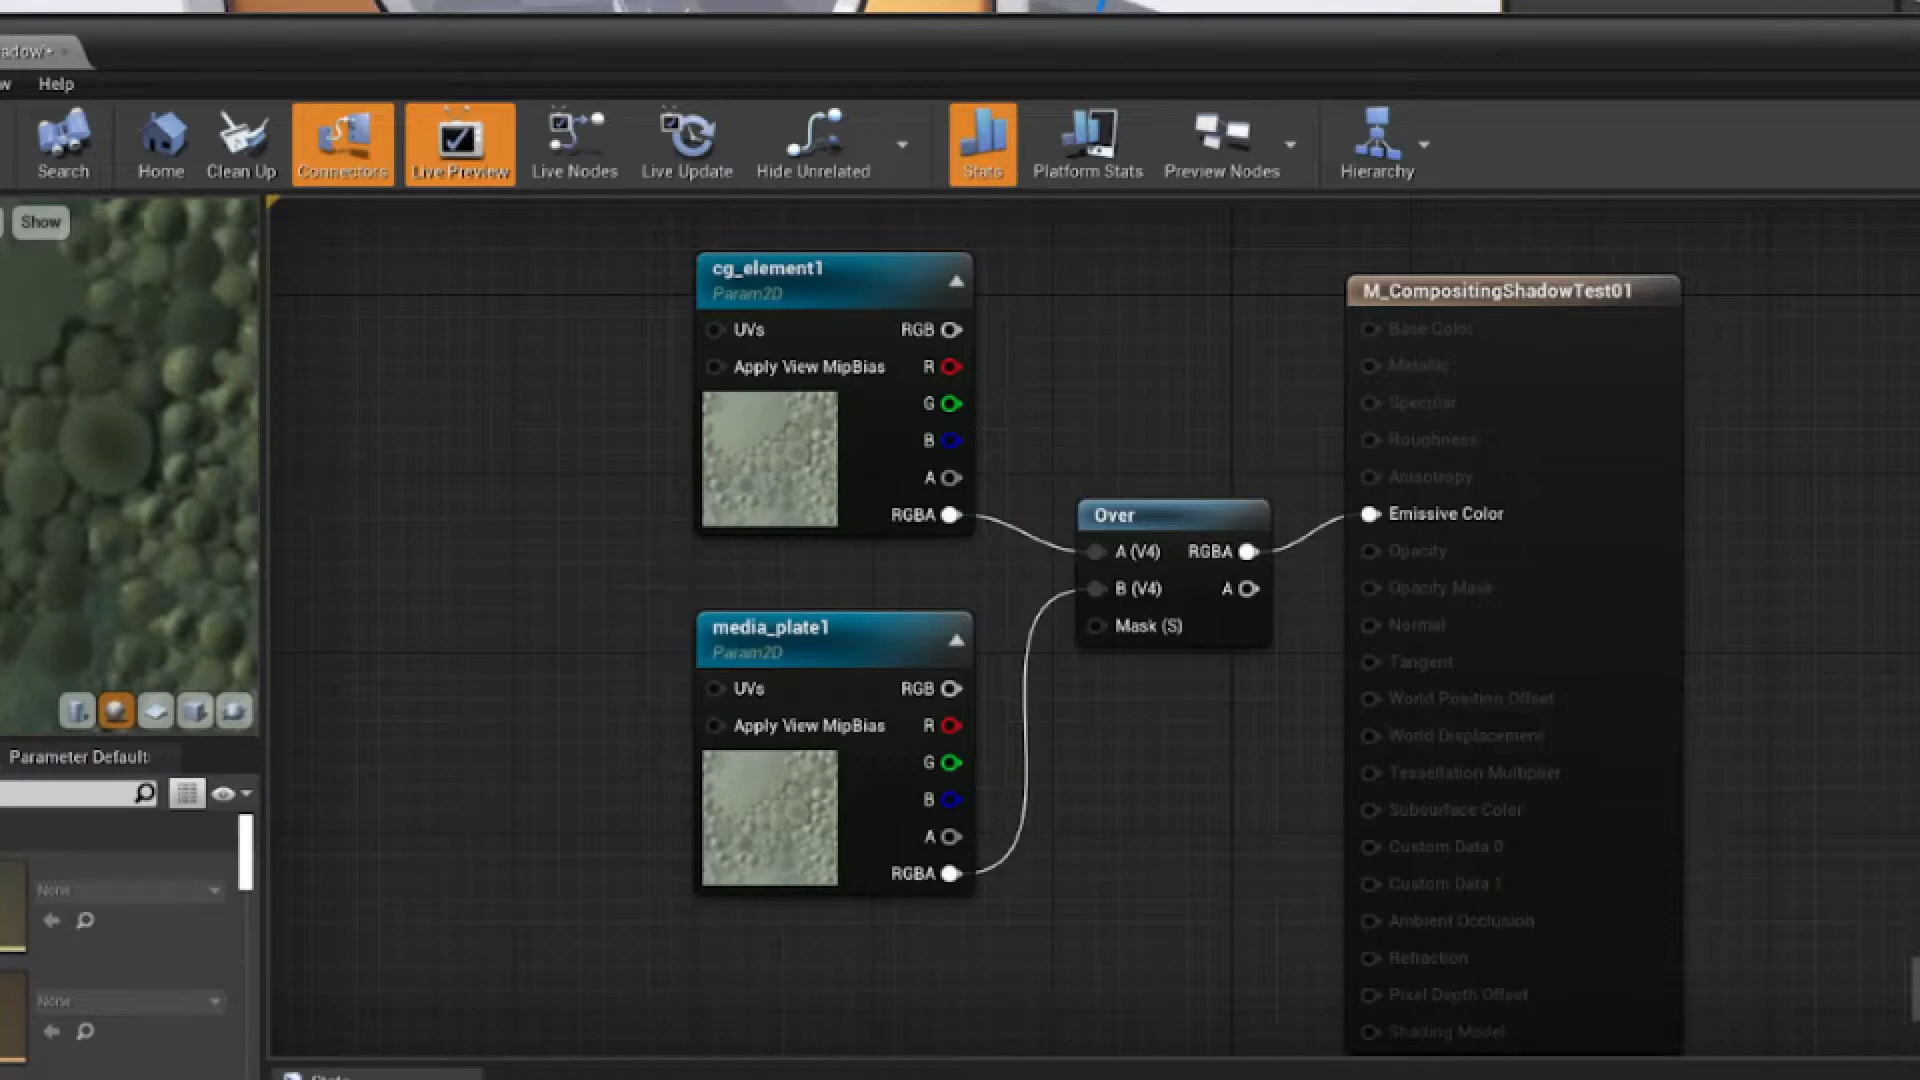 adow*
w Help
Search Home Clean Up Connectors Live Preview Live Nodes Live Update Hide Unrelated Stats Platform Stats Preview Nodes Hierarchy
Show
cg_element1
Param2D
UVs RGB
Apply View MipBias R
G
B
A
RGBA
media_plate1
Param2D
UVs RGB
Apply View MipBias R
G
B
A
RGBA
Over
A (V4) RGBA
B (V4) A
Mask (S)
M_CompositingShadowTest01
Base Color
Metallic
Specular
Roughness
Anisotropy
Emissive Color
Opacity
Opacity Mask
Normal
Tangent
World Position Offset
World Displacement
Tessellation Multiplier
Subsurface Color
Custom Data 0
Custom Data 1
Ambient Occlusion
Refraction
Pixel Depth Offset
Shading Model
Parameter Default
None
None
Stats